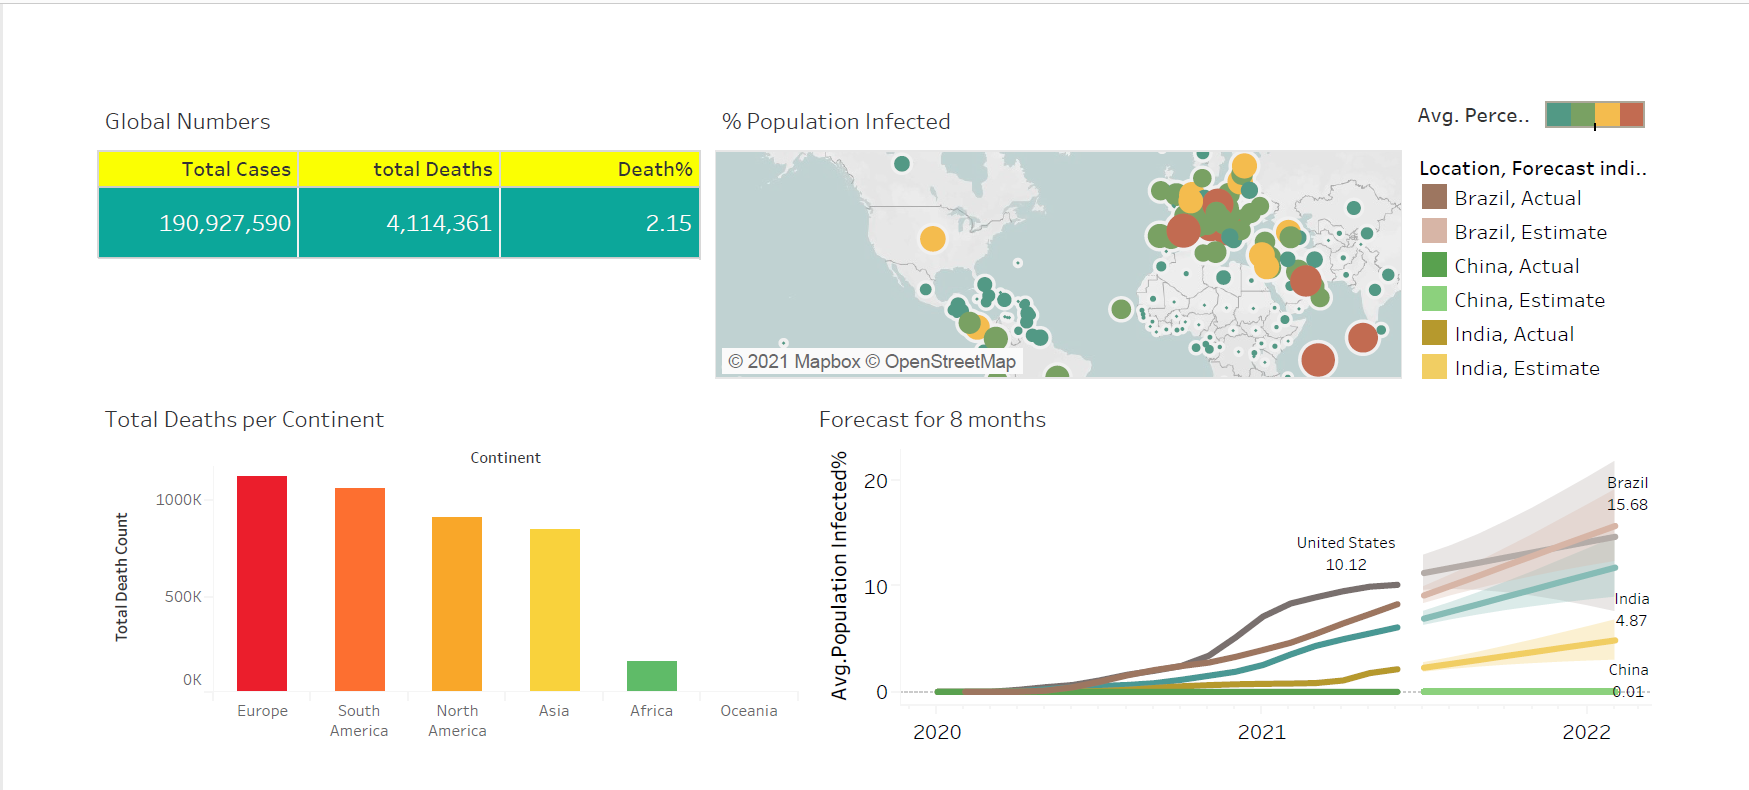 Global Numbers
Total Cases total Deaths Death%
190,927,590 4,114,361 2.15
% Population Infected
© 2021 Mapbox © OpenStreetMap
Avg. Perce..
Location, Forecast indi..
Brazil, Actual
Brazil, Estimate
China, Actual
China, Estimate
India, Actual
India, Estimate
Total Deaths per Continent
Continent
Total Death Count
1000K
500K
0K
Europe
South
America
North
America
Asia
Africa
Oceania
Forecast for 8 months
Avg.Population Infected%
20
10
0
United States
10.12
Brazil
15.68
India
4.87
China
0.01
2020 2021 2022